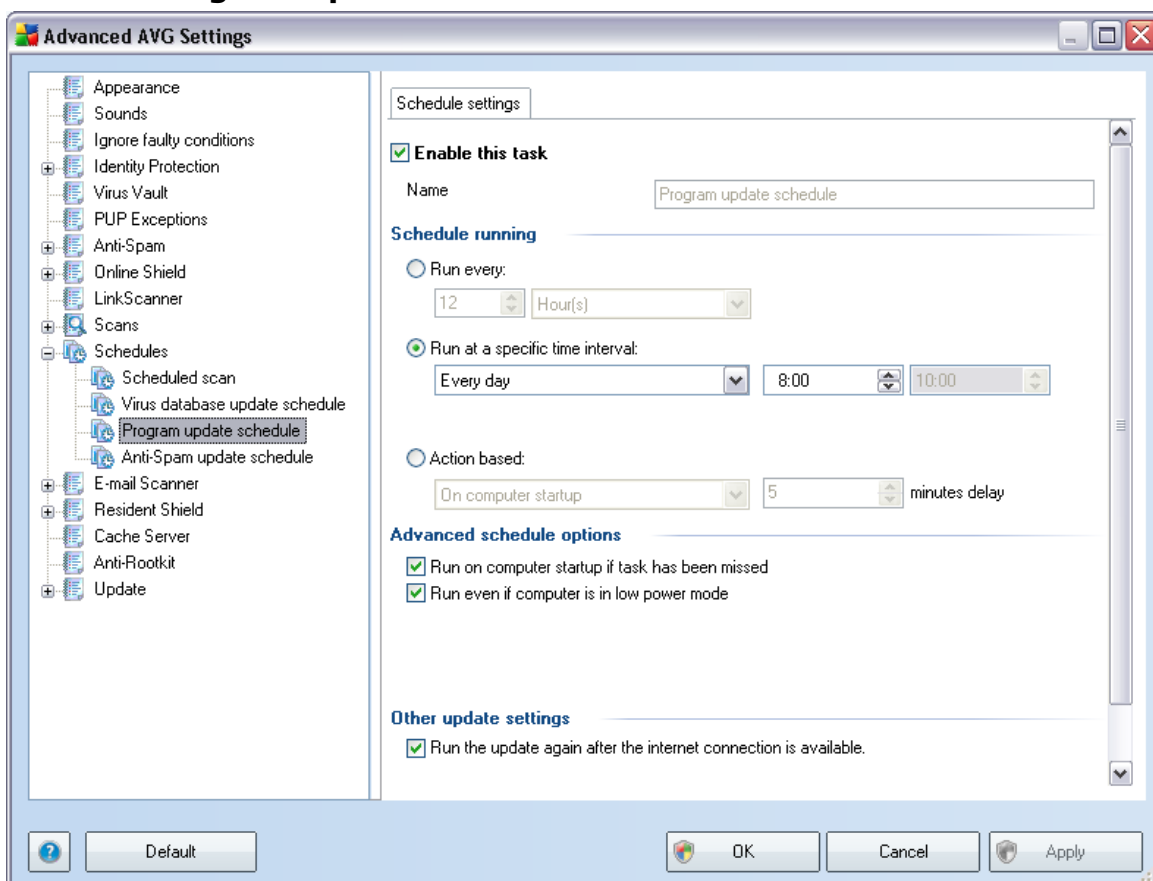 Advanced AVG Settings
Appearance
Sounds
Ignore faulty conditions
Identity Protection
Virus Vault
PUP Exceptions
Anti-Spam
Online Shield
LinkScanner
Scans
Schedules
Scheduled scan
Virus database update schedule
Program update schedule
Anti-Spam update schedule
E-mail Scanner
Resident Shield
Cache Server
Anti-Rootkit
Update
Schedule settings
Enable this task
Name Program update schedule
Schedule running
Run every:
12 Hour(s)
Run at a specific time interval:
Every day 8:00 10:00
Action based:
On computer startup 5 minutes delay
Advanced schedule options
Run on computer startup if task has been missed
Run even if computer is in low power mode
Other update settings
Run the update again after the internet connection is available.
Default OK Cancel Apply